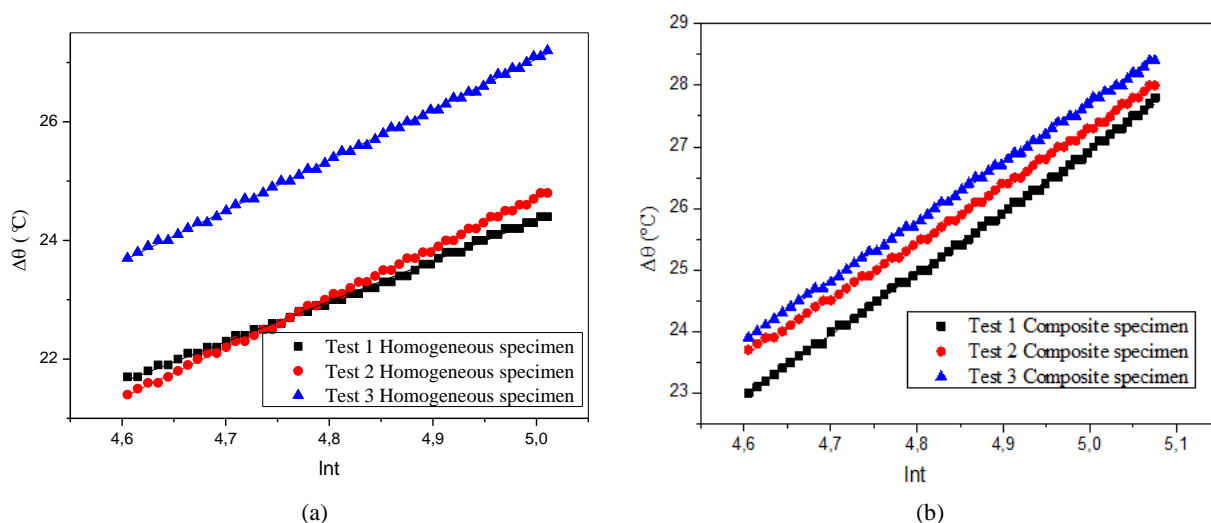 26
24
22
Δθ (℃)
Test 1 Homogeneous specimen
Test 2 Homogeneous specimen
Test 3 Homogeneous specimen
4,6 4,7 4,8 4,9 5,0
lnt
(a)
29
28
27
26
25
24
23
Δθ (°C)
Test 1 Composite specimen
Test 2 Composite specimen
Test 3 Composite specimen
4,6 4,7 4,8 4,9 5,0 5,1
lnt
(b)